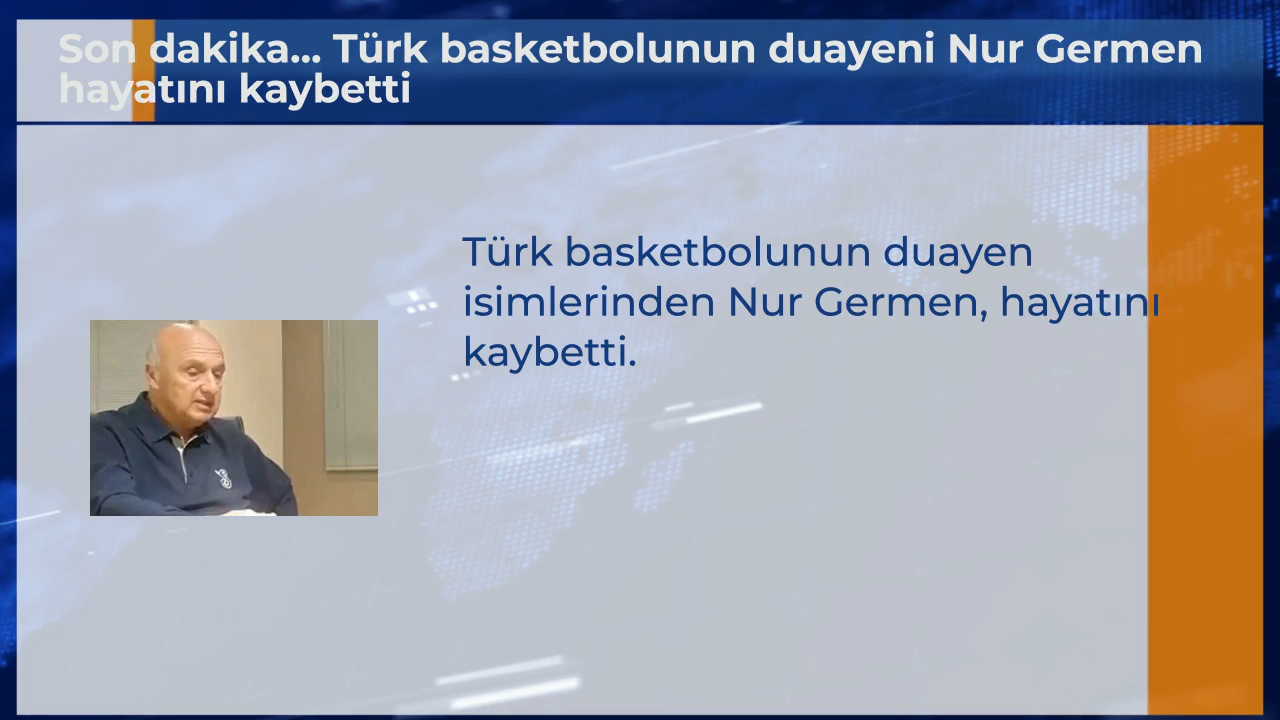 Son dakika... Türk basketbolunun duayeni Nur Germen
hayatını kaybetti
Türk basketbolunun duayen
isimlerinden Nur Germen, hayatını
kaybetti.